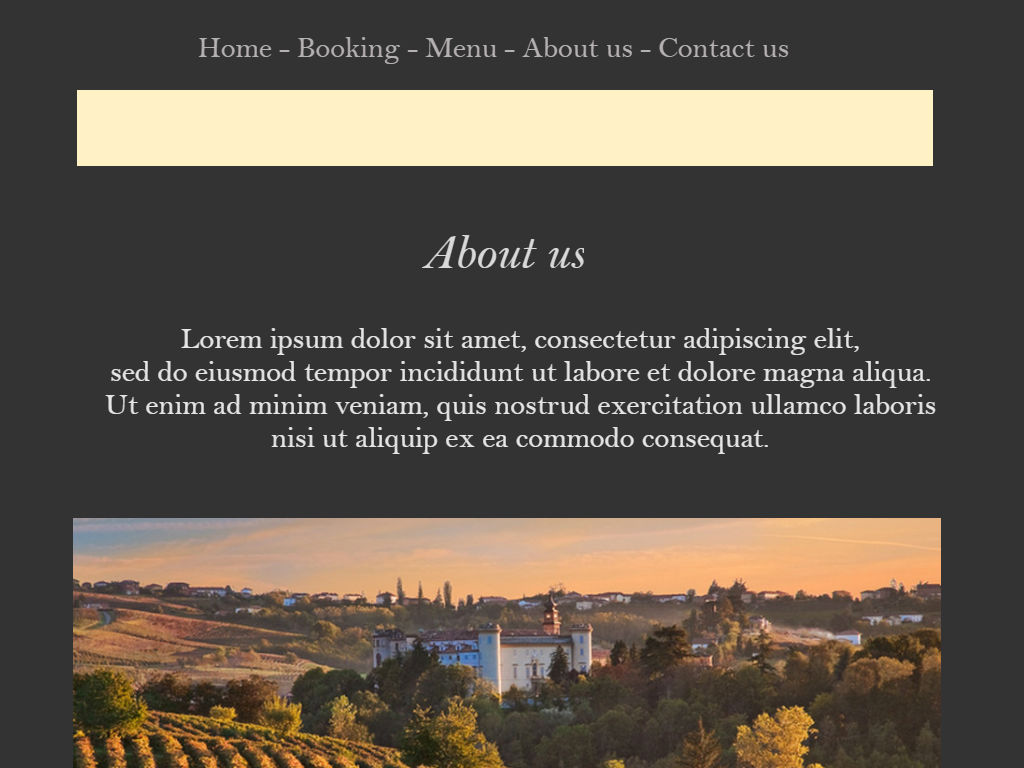 Home - Booking - Menu - About us - Contact us
About us
Lorem ipsum dolor sit amet, consectetur adipiscing elit,
sed do eiusmod tempor incididunt ut labore et dolore magna aliqua.
Ut enim ad minim veniam, quis nostrud exercitation ullamco laboris
nisi ut aliquip ex ea commodo consequat.